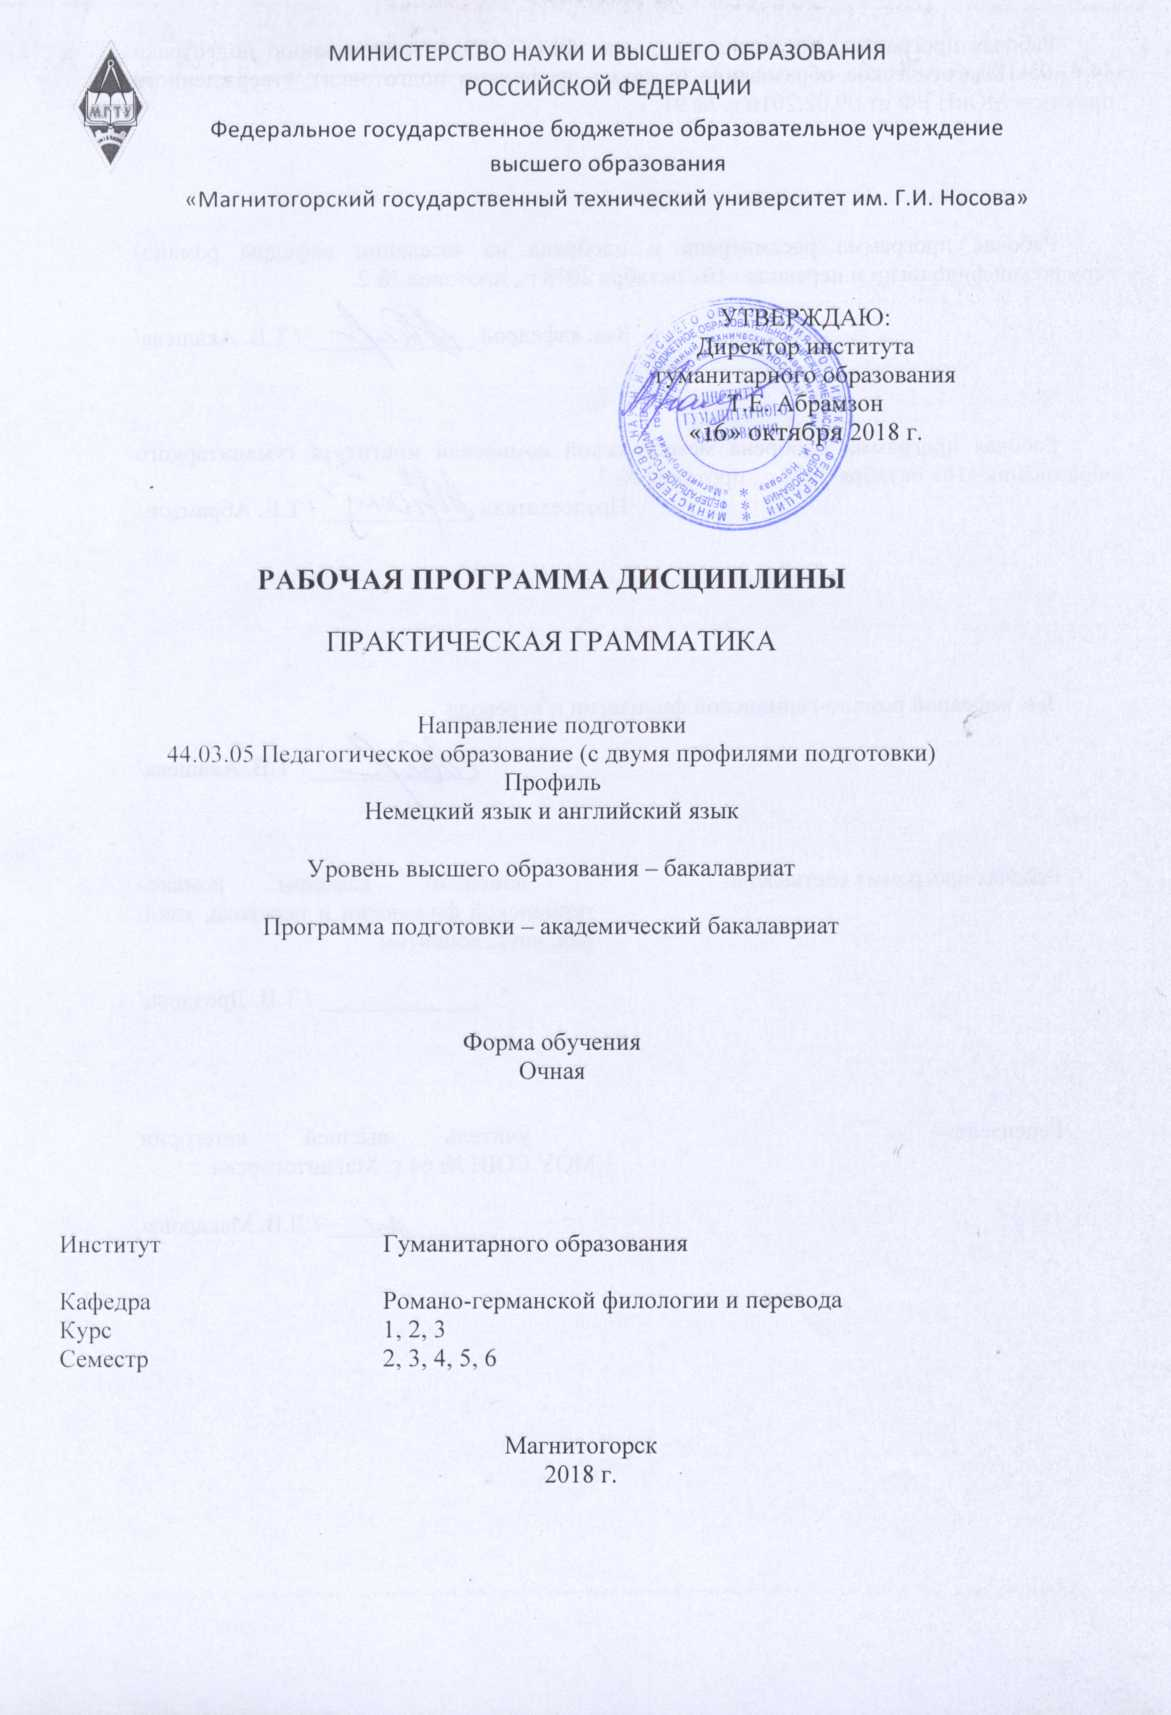 МИНИСТЕРСТВО НАУКИ И ВЫСШЕГО ОБРАЗОВАНИЯ
РОССИЙСКОЙ ФЕДЕРАЦИИ
Федеральное государственное бюджетное образовательное учреждение
высшего образования
«Магнитогорский государственный технический университет им. Г.И. Носова»
МГТУ
УТВЕРЖДАЮ:
Директор института
гуманитарного образования
Т.Е. Абрамзон
«16» октября 2018 г.
ИНСТИТУТ
ГУМАНИТАРНОГО
ОБРАЗОВАНИЯ
РАБОЧАЯ ПРОГРАММА ДИСЦИПЛИНЫ
ПРАКТИЧЕСКАЯ ГРАММАТИКА
Направление подготовки
44.03.05 Педагогическое образование (с двумя профилями подготовки)
Профиль
Немецкий язык и английский язык
Уровень высшего образования – бакалавриат
Программа подготовки – академический бакалавриат
Форма обучения
Очная
Институт Гуманитарного образования
Кафедра Романо-германской филологии и перевода
Курс 1, 2, 3
Семестр 2, 3, 4, 5, 6
Магнитогорск
2018 г.